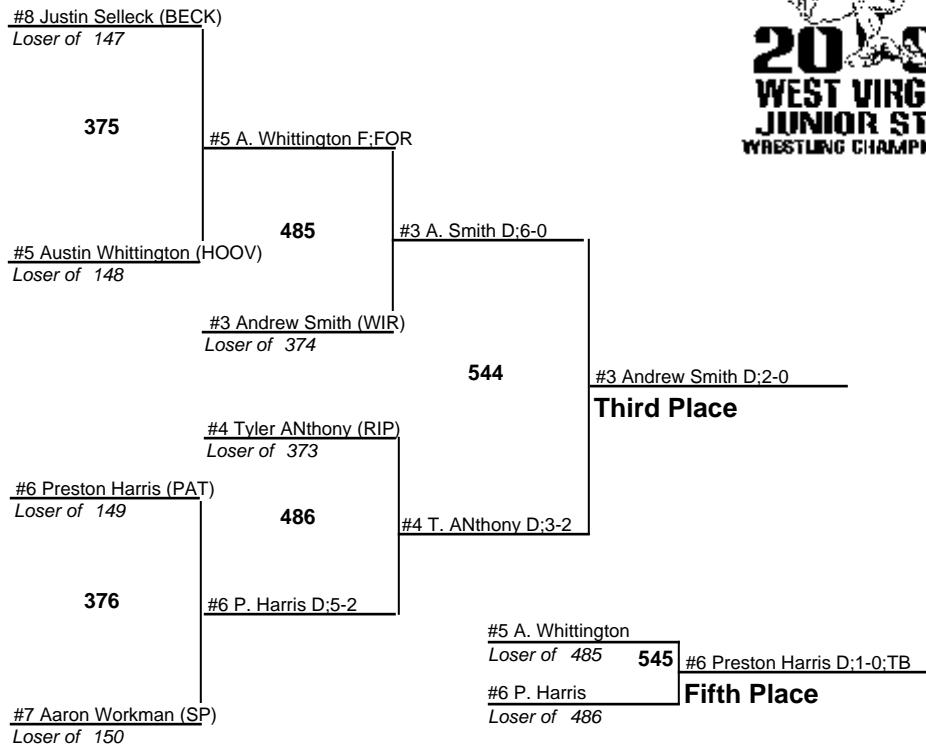 #8 Justin Selleck (BECK)
Loser of 147
375
#5 A. Whittington F;FOR
#5 Austin Whittington (HOOV)
Loser of 148
485
#3 A. Smith D;6-0
#3 Andrew Smith (WIR)
Loser of 374
544
#3 Andrew Smith D;2-0
Third Place
#4 Tyler ANthony (RIP)
Loser of 373
#6 Preston Harris (PAT)
Loser of 149
486
#4 T. ANthony D;3-2
376
#6 P. Harris D;5-2
#7 Aaron Workman (SP)
Loser of 150
#5 A. Whittington
Loser of 485
545
#6 Preston Harris D;1-0;TB
Fifth Place
#6 P. Harris
Loser of 486
20
WEST VIRG
JUNIOR ST
WRESTLING CHAMP